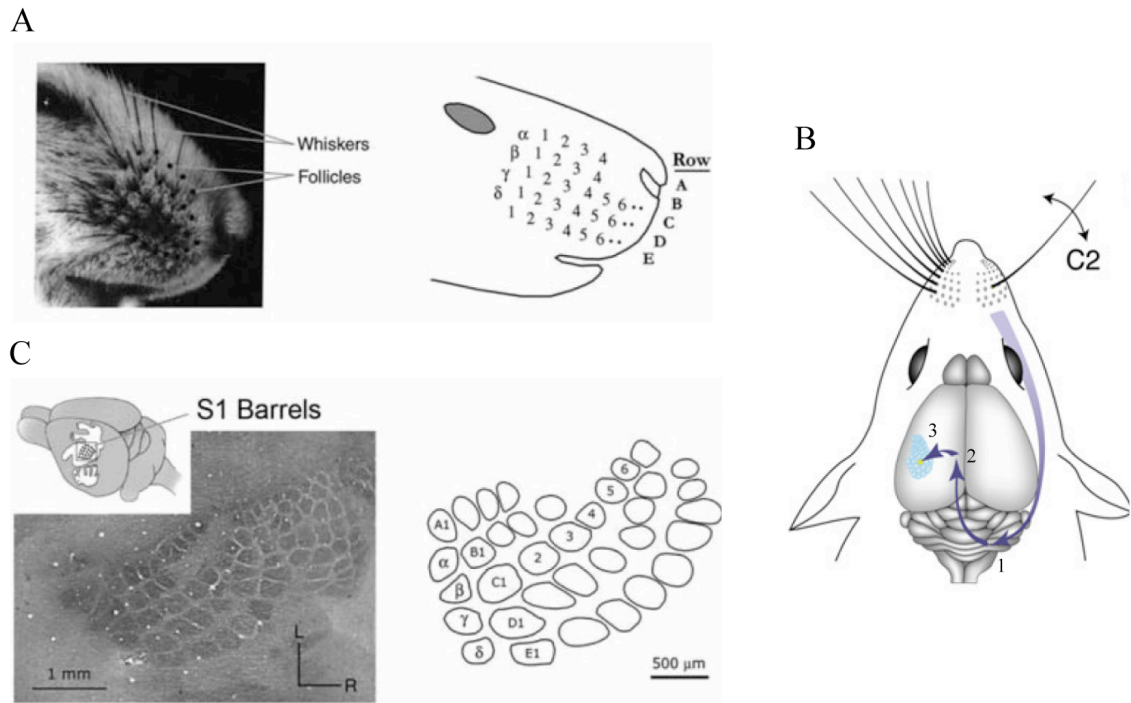 A
Whiskers
Follicles
α 1 2 3 4
β 1 2 3 4
γ 1 2 3 4
δ 1 2 3 4 5 6 ••
1 2 3 4 5 6 ••
Row
A
B
C
D
E
B
C2
3
2
1
C
S1 Barrels
L
R
1 mm
6
5
4
3
2
A1
B1
α
C1
β
γ
D1
δ
E1
500 μm